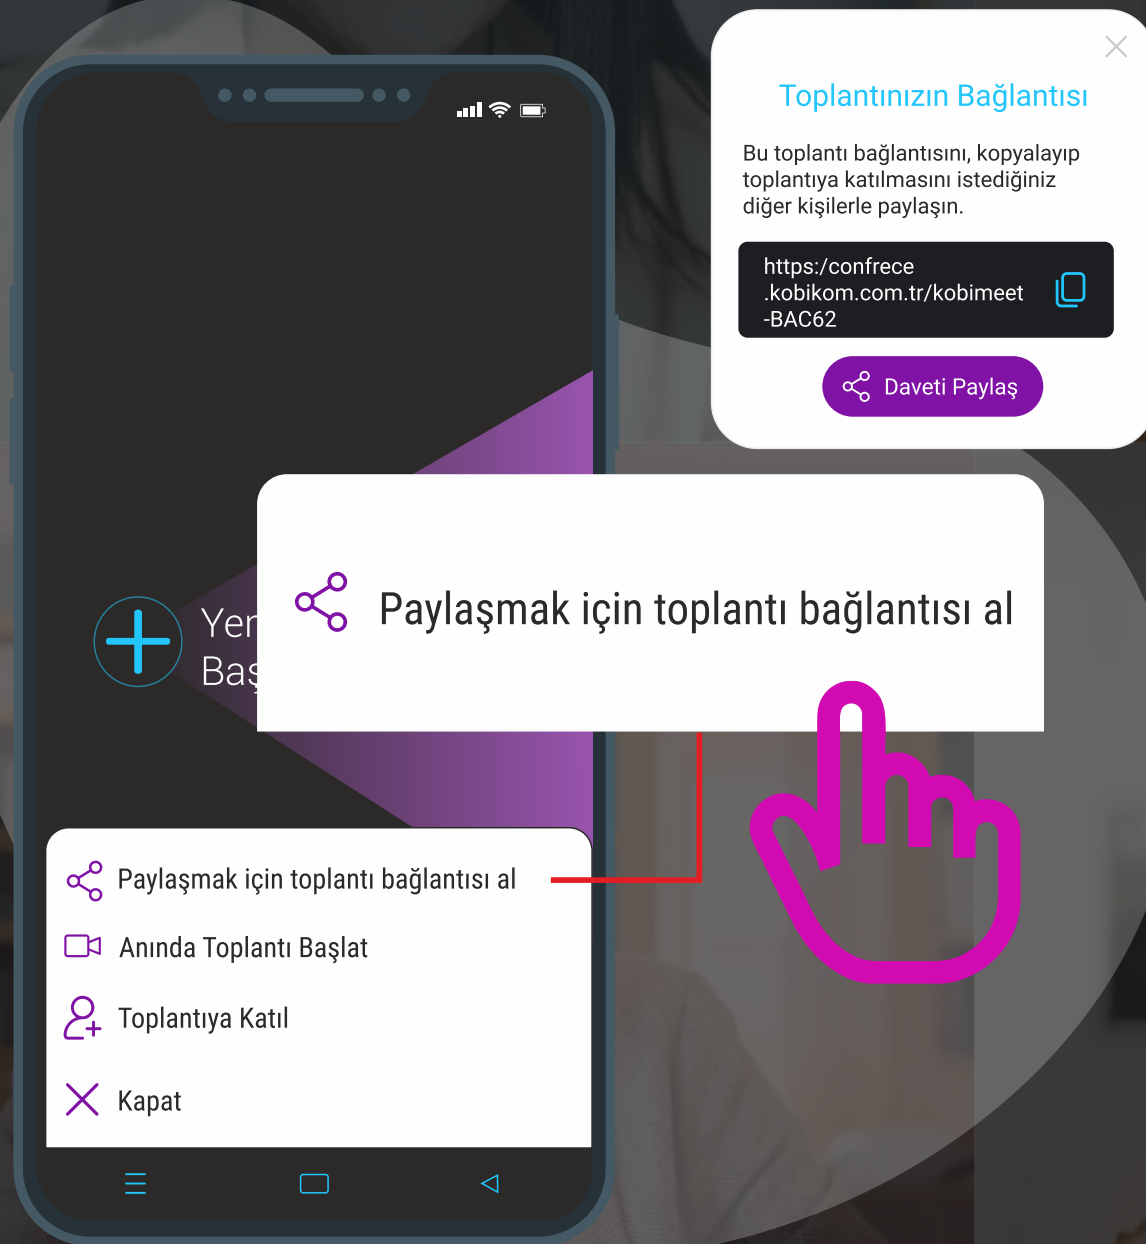 Toplantınızın Bağlantısı
Bu toplantı bağlantısını, kopyalayıp
toplantıya katılmasını istediğiniz
diğer kişilerle paylaşın.
https:/confrece
.kobikom.com.tr/kobimeet
-BAC62
Daveti Paylaş
Paylaşmak için toplantı bağlantısı al
Paylaşmak için toplantı bağlantısı al
Anında Toplantı Başlat
Toplantıya Katıl
Kapat